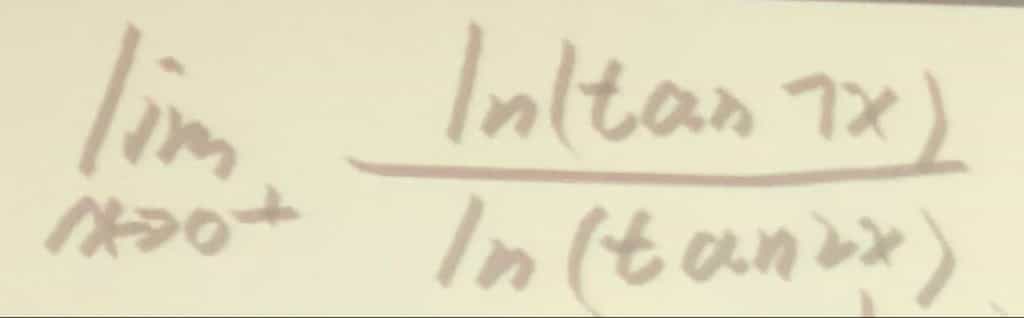 lim x→0⁺ ln(tan 7x) / ln(tan 2x)